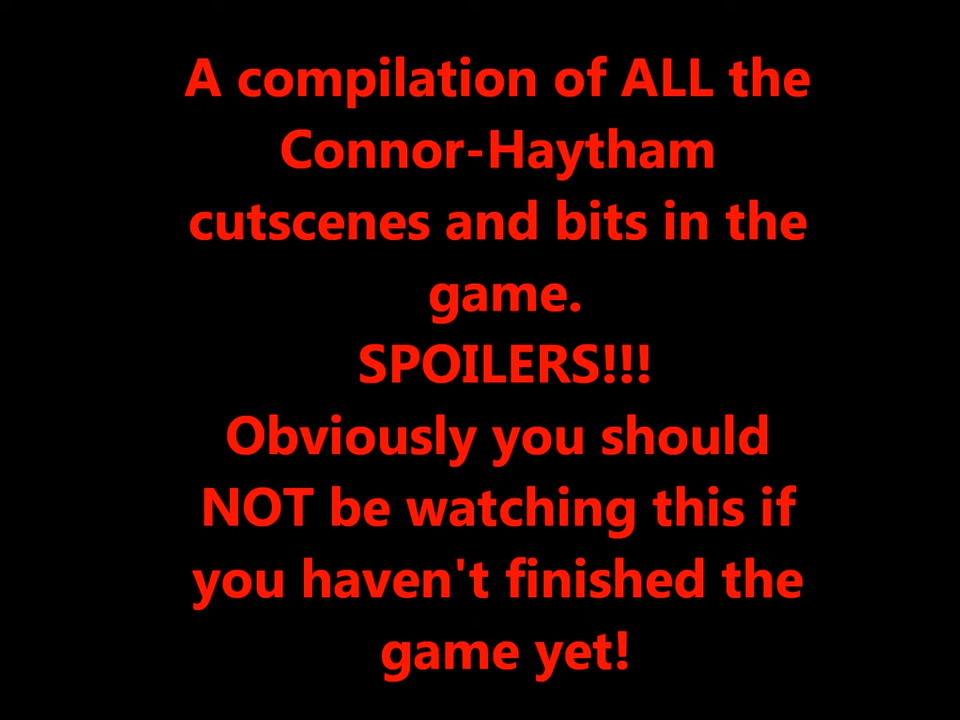 A compilation of ALL the
Connor-Haytham
cutscenes and bits in the
game.
SPOILERS!!!
Obviously you should
NOT be watching this if
you haven't finished the
game yet!